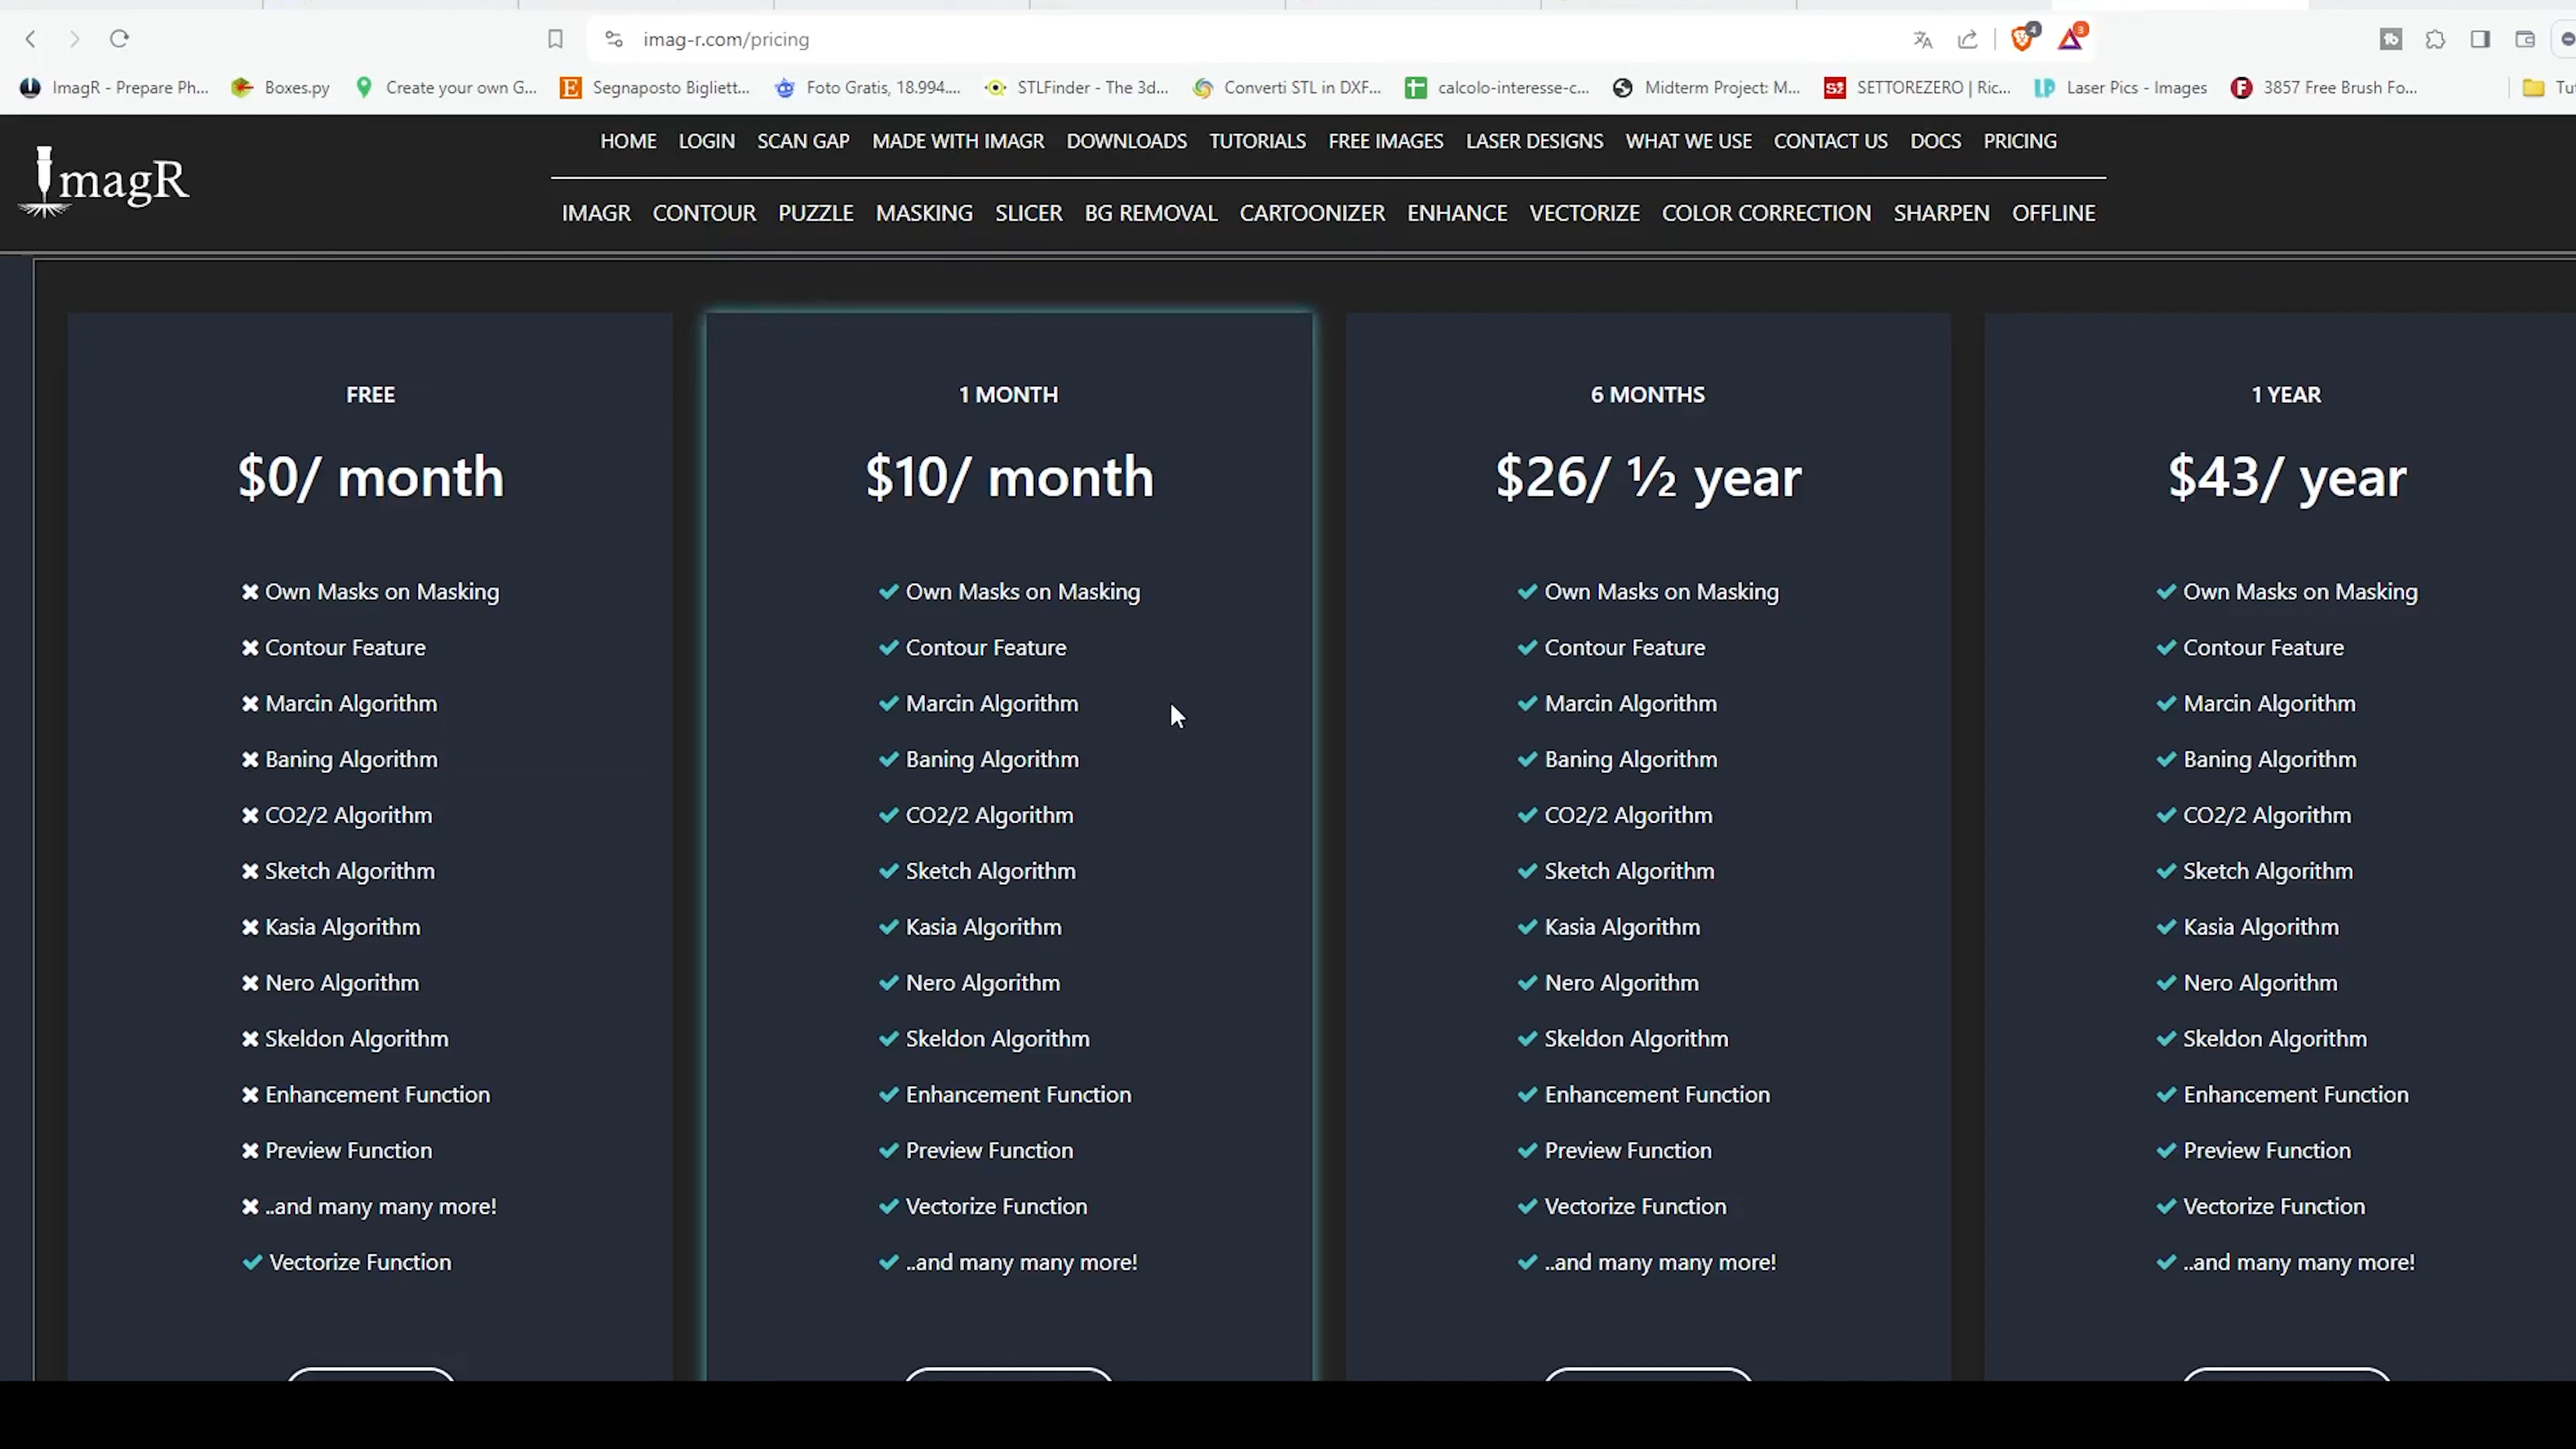 imag-r.com/pricing
4
3
ImagR - Prepare Ph...
Boxes.py
Create your own G...
Segnaposto Bigliett...
Foto Gratis, 18.994....
STLFinder - The 3d...
Converti STL in DXF...
calcolo-interesse-c...
Midterm Project: M...
SETTOREZERO | Ric...
Laser Pics - Images
3857 Free Brush Fo...
ImagR
HOME LOGIN SCAN GAP MADE WITH IMAGR DOWNLOADS TUTORIALS FREE IMAGES LASER DESIGNS WHAT WE USE CONTACT US DOCS PRICING
IMAGR CONTOUR PUZZLE MASKING SLICER BG REMOVAL CARTOONIZER ENHANCE VECTORIZE COLOR CORRECTION SHARPEN OFFLINE
FREE
$0/ month
Own Masks on Masking
Contour Feature
Marcin Algorithm
Baning Algorithm
CO2/2 Algorithm
Sketch Algorithm
Kasia Algorithm
Nero Algorithm
Skeldon Algorithm
Enhancement Function
Preview Function
..and many many more!
Vectorize Function
1 MONTH
$10/ month
Own Masks on Masking
Contour Feature
Marcin Algorithm
Baning Algorithm
CO2/2 Algorithm
Sketch Algorithm
Kasia Algorithm
Nero Algorithm
Skeldon Algorithm
Enhancement Function
Preview Function
Vectorize Function
..and many many more!
6 MONTHS
$26/ ½ year
Own Masks on Masking
Contour Feature
Marcin Algorithm
Baning Algorithm
CO2/2 Algorithm
Sketch Algorithm
Kasia Algorithm
Nero Algorithm
Skeldon Algorithm
Enhancement Function
Preview Function
Vectorize Function
..and many many more!
1 YEAR
$43/ year
Own Masks on Masking
Contour Feature
Marcin Algorithm
Baning Algorithm
CO2/2 Algorithm
Sketch Algorithm
Kasia Algorithm
Nero Algorithm
Skeldon Algorithm
Enhancement Function
Preview Function
Vectorize Function
..and many many more!